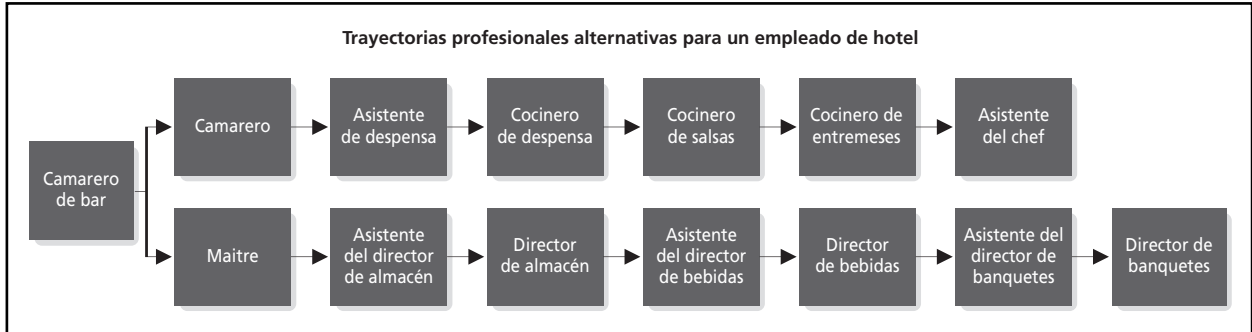 Trayectorias profesionales alternativas para un empleado de hotel
Camarero
de bar
Camarero
Asistente
de despensa
Cocinero
de despensa
Cocinero
de salsas
Cocinero de
entremeses
Asistente
del chef
Maitre
Asistente
del director
de almacén
Director
de almacén
Asistente
del director
de bebidas
Director
de bebidas
Asistente del
director de
banquetes
Director de
banquetes